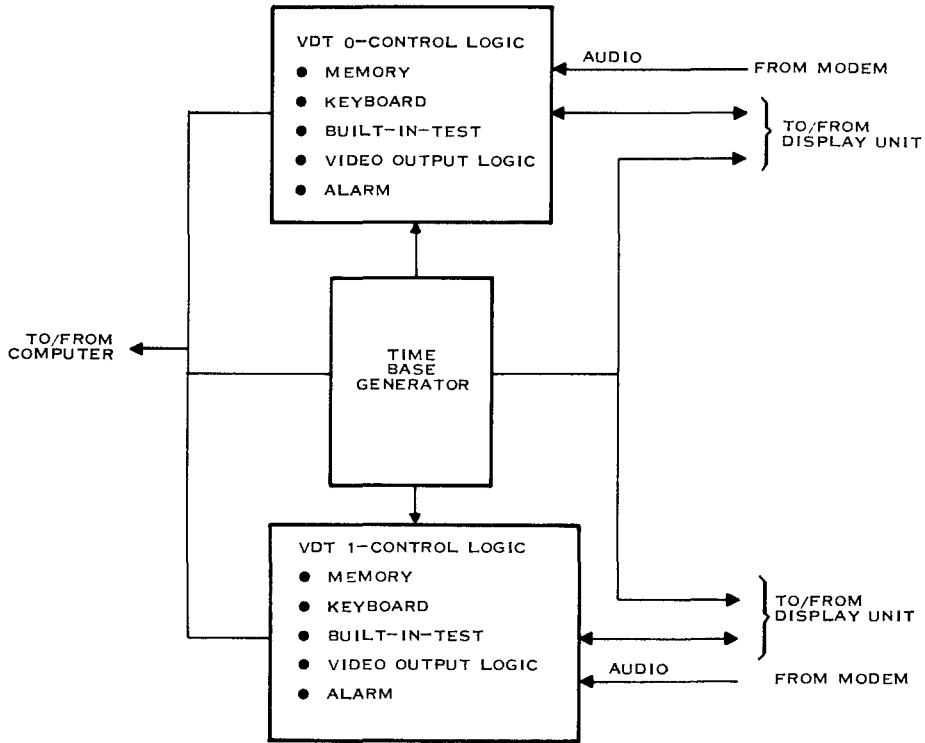 VDT 0-CONTROL LOGIC
● MEMORY
● KEYBOARD
● BUILT-IN-TEST
● VIDEO OUTPUT LOGIC
● ALARM
AUDIO
FROM MODEM
TO/FROM
DISPLAY UNIT
TO/FROM
COMPUTER
TIME
BASE
GENERATOR
VDT 1-CONTROL LOGIC
● MEMORY
● KEYBOARD
● BUILT-IN-TEST
● VIDEO OUTPUT LOGIC
● ALARM
TO/FROM
DISPLAY UNIT
AUDIO
FROM MODEM